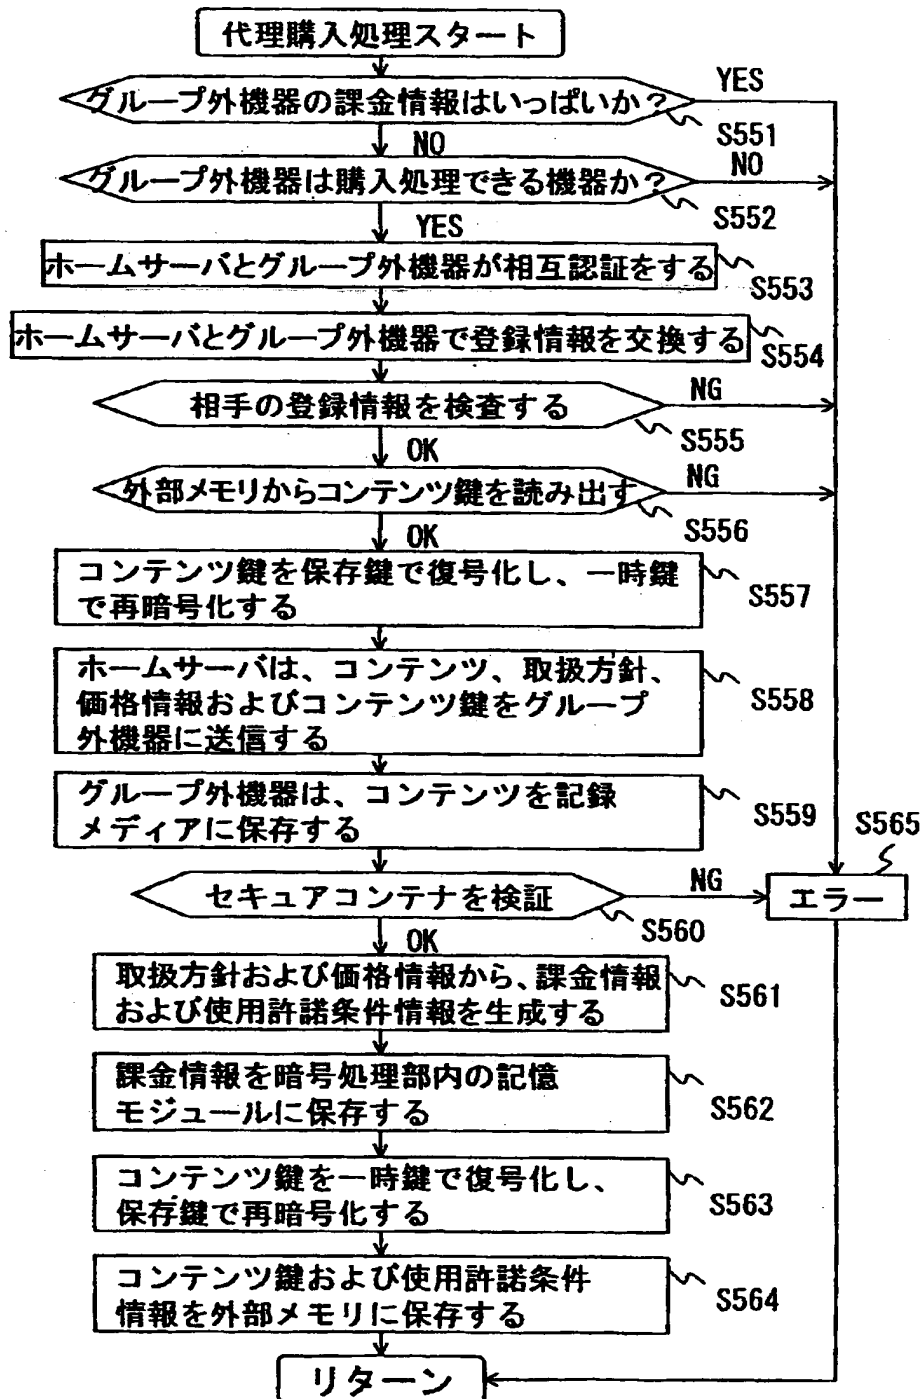 代理購入処理スタート
グループ外機器の課金情報はいっぱいか?
YES
S551
NO
グループ外機器は購入処理できる機器か?
NO
S552
YES
ホームサーバとグループ外機器が相互認証をする
S553
ホームサーバとグループ外機器で登録情報を交換する
S554
相手の登録情報を検査する
NG
S555
OK
外部メモリからコンテンツ鍵を読み出す
NG
S556
OK
コンテンツ鍵を保存鍵で復号化し、一時鍵
で再暗号化する
S557
ホームサーバは、コンテンツ、取扱方針、
価格情報およびコンテンツ鍵をグループ
外機器に送信する
S558
グループ外機器は、コンテンツを記録
メディアに保存する
S559
S565
セキュアコンテナを検証
NG
エラー
S560
OK
取扱方針および価格情報から、課金情報
および使用許諾条件情報を生成する
S561
課金情報を暗号処理部内の記憶
モジュールに保存する
S562
コンテンツ鍵を一時鍵で復号化し、
保存鍵で再暗号化する
S563
コンテンツ鍵および使用許諾条件
情報を外部メモリに保存する
S564
リターン